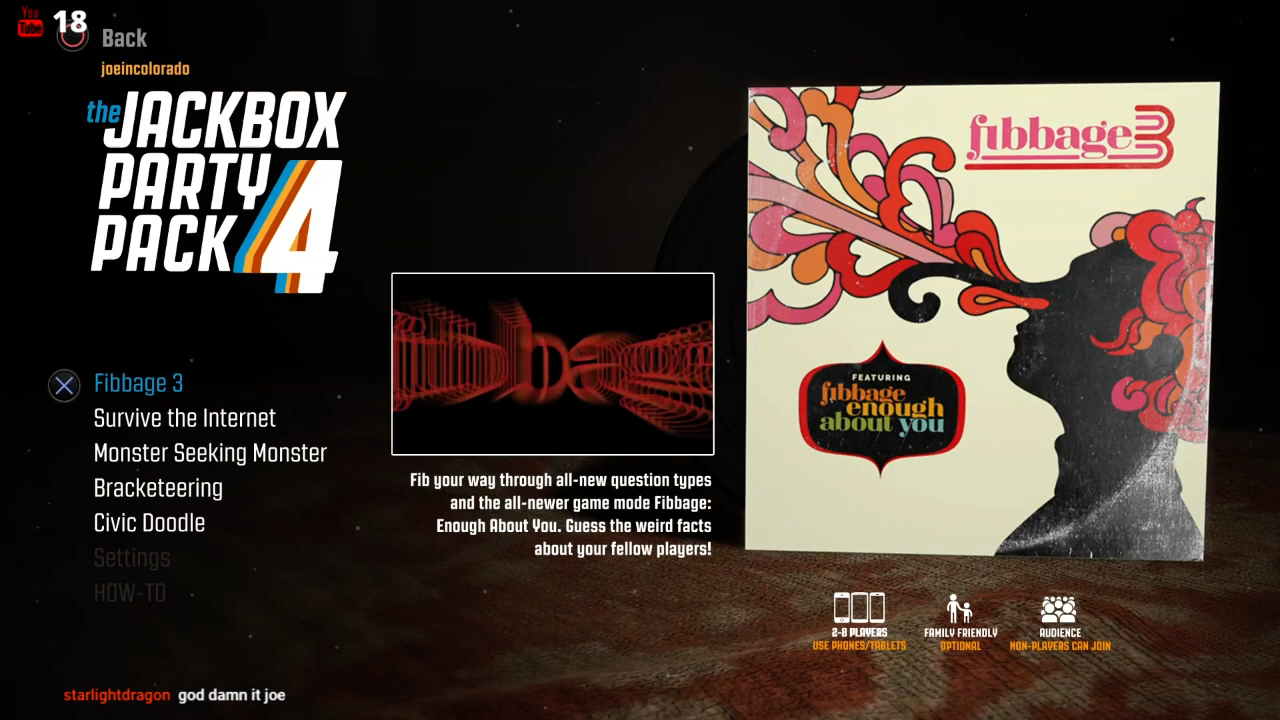 You
Tube
18
Back
joeincolorado
the
JACKBOX
PARTY
PACK 4
Fibbage 3
Survive the Internet
Monster Seeking Monster
Bracketeering
Civic Doodle
Settings
HOW-TO
ba
Fib your way through all-new question types
and the all-newer game mode Fibbage:
Enough About You. Guess the weird facts
about your fellow players!
fibbage 3
FEATURING
fibbage
enough
about you
2-8 PLAYERS
USE PHONES/TABLETS
FAMILY FRIENDLY
OPTIONAL
AUDIENCE
NON-PLAYERS CAN JOIN
starlightdragon god damn it joe